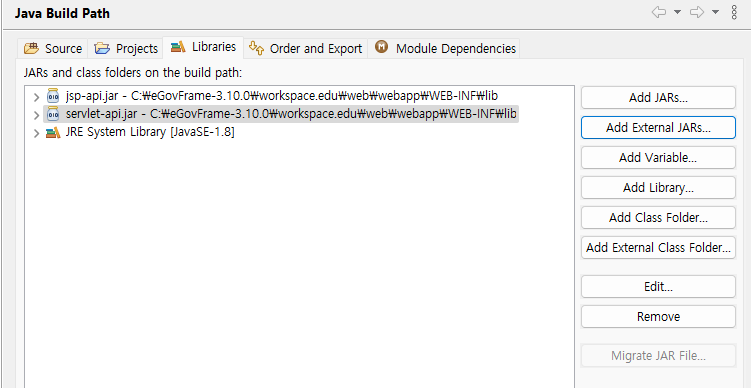 Java Build Path
Source Projects Libraries Order and Export Module Dependencies
JARs and class folders on the build path:
jsp-api.jar - C:₩eGovFrame-3.10.0₩workspace.edu₩web₩webapp₩WEB-INF₩lib
servlet-api.jar - C:₩eGovFrame-3.10.0₩workspace.edu₩web₩webapp₩WEB-INF₩lib
JRE System Library [JavaSE-1.8]
Add JARs...
Add External JARs...
Add Variable...
Add Library...
Add Class Folder...
Add External Class Folder...
Edit...
Remove
Migrate JAR File...